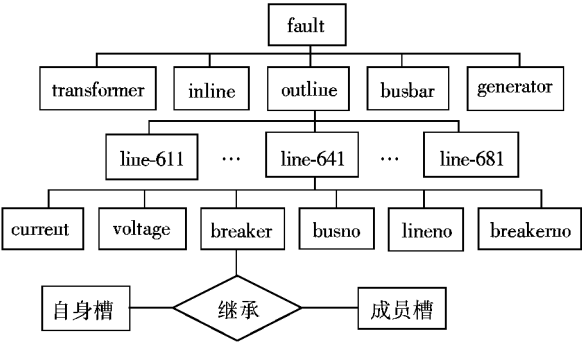 fault
transformer inline outline busbar generator
line-611 … line-641 … line-681
current voltage breaker busno lineno breakerno
自身槽 继承 成员槽